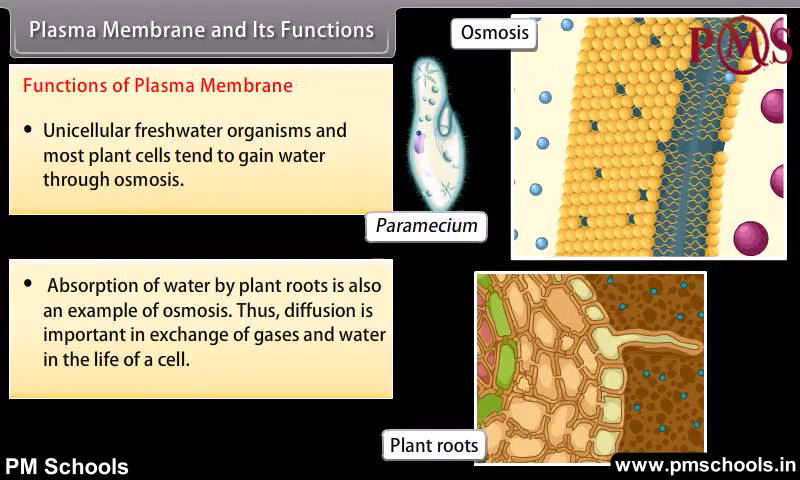 Plasma Membrane and Its Functions
Osmosis
PMS
Functions of Plasma Membrane
• Unicellular freshwater organisms and
most plant cells tend to gain water
through osmosis.
Paramecium
• Absorption of water by plant roots is also
an example of osmosis. Thus, diffusion is
important in exchange of gases and water
in the life of a cell.
Plant roots
PM Schools
www.pmschools.in